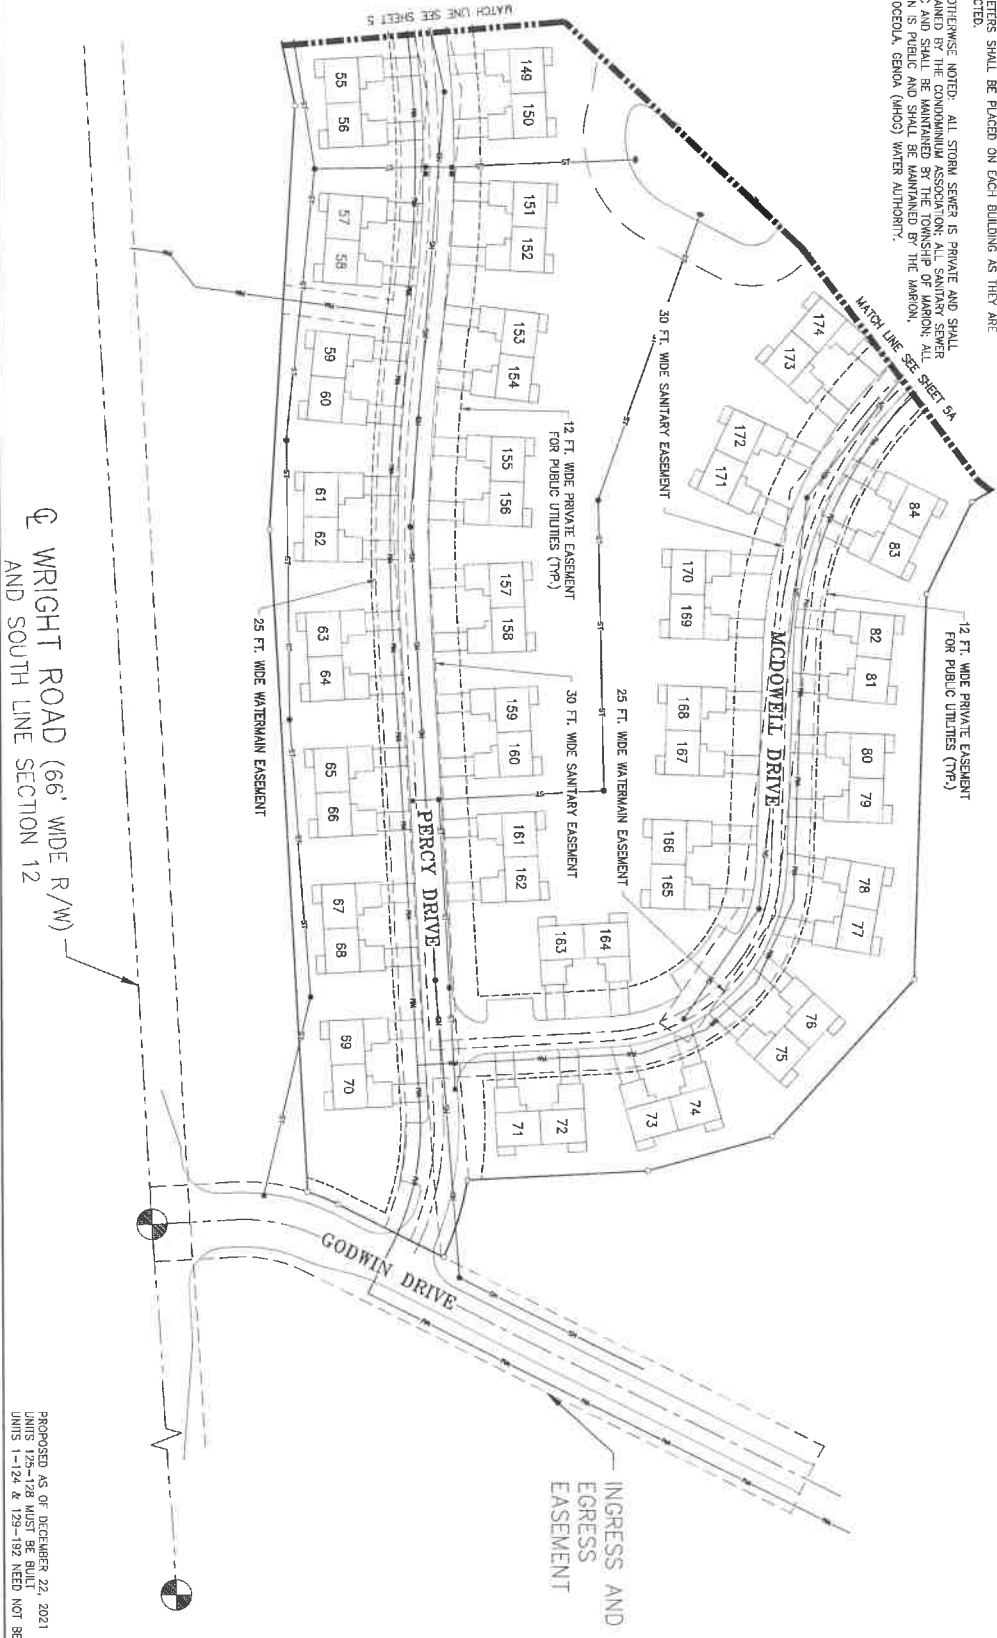 ETERS SHALL BE PLACED ON EACH BUILDING AS THEY ARE
CTED.
OTHERWISE NOTED: ALL STORM SEWER IS PRIVATE AND SHALL
AINED BY THE CONDOMINIUM ASSOCIATION; ALL SANITARY SEWER
C AND SHALL BE MAINTAINED BY THE TOWNSHIP OF MARION; ALL
N IS PUBLIC AND SHALL BE MAINTAINED BY THE MARION,
OCEOLA, GENOA (MHOG) WATER AUTHORITY.
MATCH LINE SEE SHEET 5
MATCH LINE SEE SHEET 5A
12 FT. WIDE PRIVATE EASEMENT
FOR PUBLIC UTILITIES (TYP.)
84
83
82
81
80
79
78
77
76
75
74
73
72
71
MCDOWELL DRIVE
174
173
172
171
170
169
168
167
166
165
164
163
30 FT. WIDE SANITARY EASEMENT
25 FT. WIDE WATERMAIN EASEMENT
12 FT. WIDE PRIVATE EASEMENT
FOR PUBLIC UTILITIES (TYP.)
30 FT. WIDE SANITARY EASEMENT
149
150
151
152
153
154
155
156
157
158
159
160
161
162
PERCY DRIVE
55
56
57
58
59
60
61
62
63
64
65
66
67
68
69
70
25 FT. WIDE WATERMAIN EASEMENT
GODWIN DRIVE
INGRESS AND
EGRESS
EASEMENT
℄ WRIGHT ROAD (66' WIDE R/W)
AND SOUTH LINE SECTION 12
PROPOSED AS OF DECEMBER 22, 2021
UNITS 125-128 MUST BE BUILT
UNITS 1-124 & 129-192 NEED NOT BE